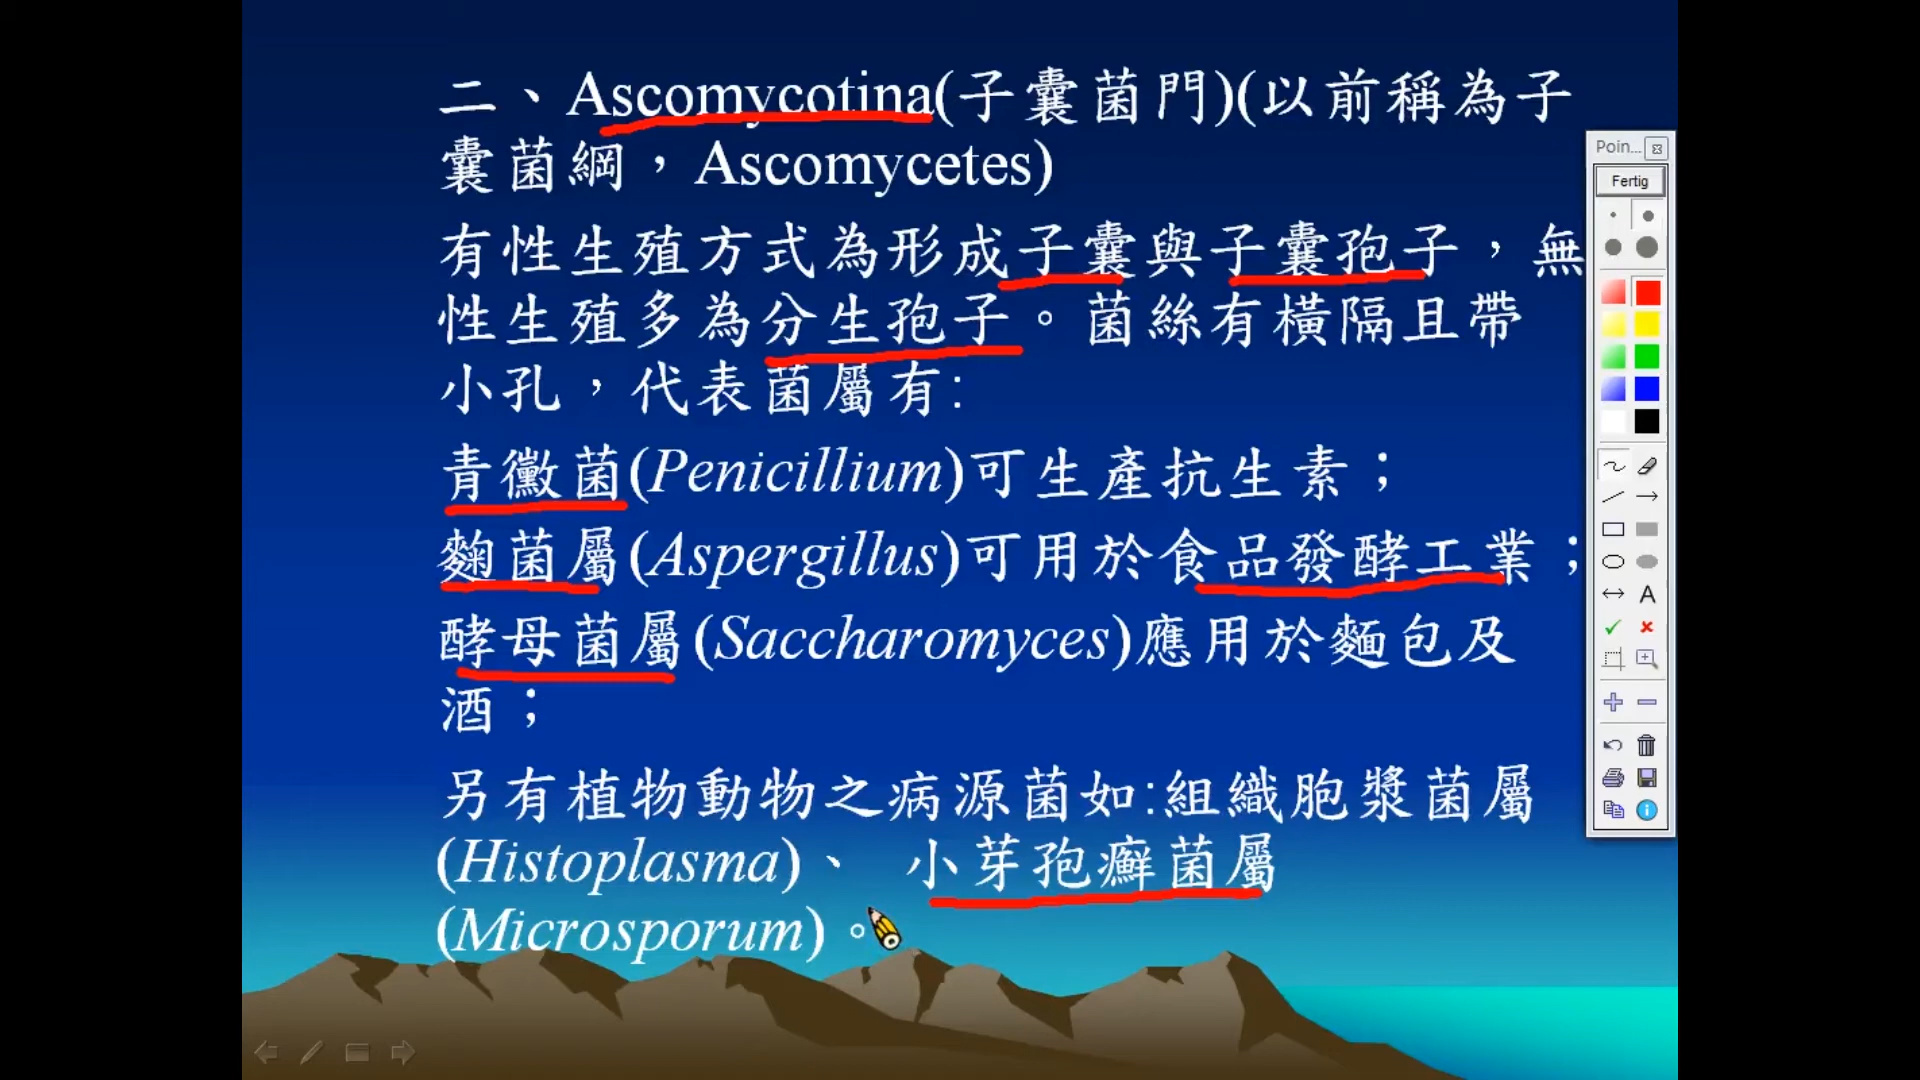 二、Ascomycotina(子囊菌門)(以前稱為子
囊菌綱，Ascomycetes)
有性生殖方式為形成子囊與子囊孢子，無
性生殖多為分生孢子。菌絲有橫隔且帶
小孔，代表菌屬有:
青黴菌(Penicillium)可生產抗生素；
麴菌屬(Aspergillus)可用於食品發酵工業；
酵母菌屬(Saccharomyces)應用於麵包及
酒；
另有植物動物之病源菌如:組織胞漿菌屬
(Histoplasma)、 小芽孢癬菌屬
(Microsporum)。
Poin...
Fertig
A